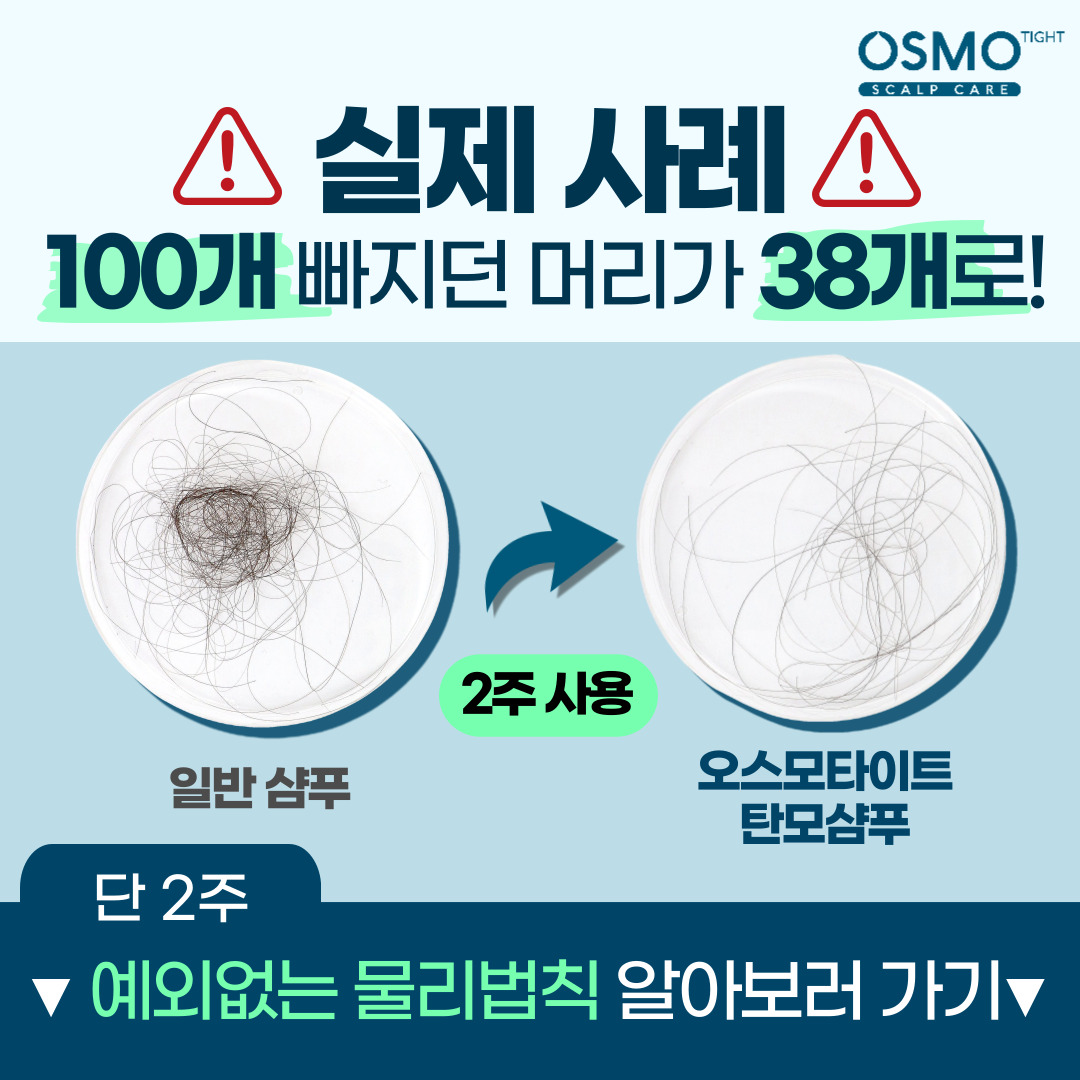 OSMO TIGHT
SCALP CARE
실제 사례
100개 빠지던 머리가 38개로!
2주 사용
일반 샴푸
오스모타이트
탄모샴푸
단 2주
▼ 예외없는 물리법칙 알아보러 가기▼